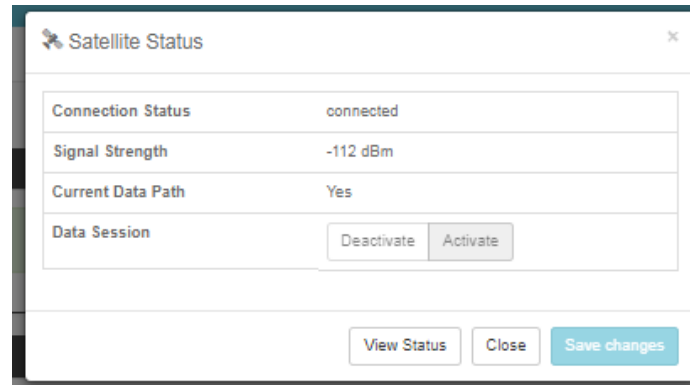 Satellite Status
×
Connection Status connected
Signal Strength -112 dBm
Current Data Path Yes
Data Session Deactivate Activate
View Status Close Save changes